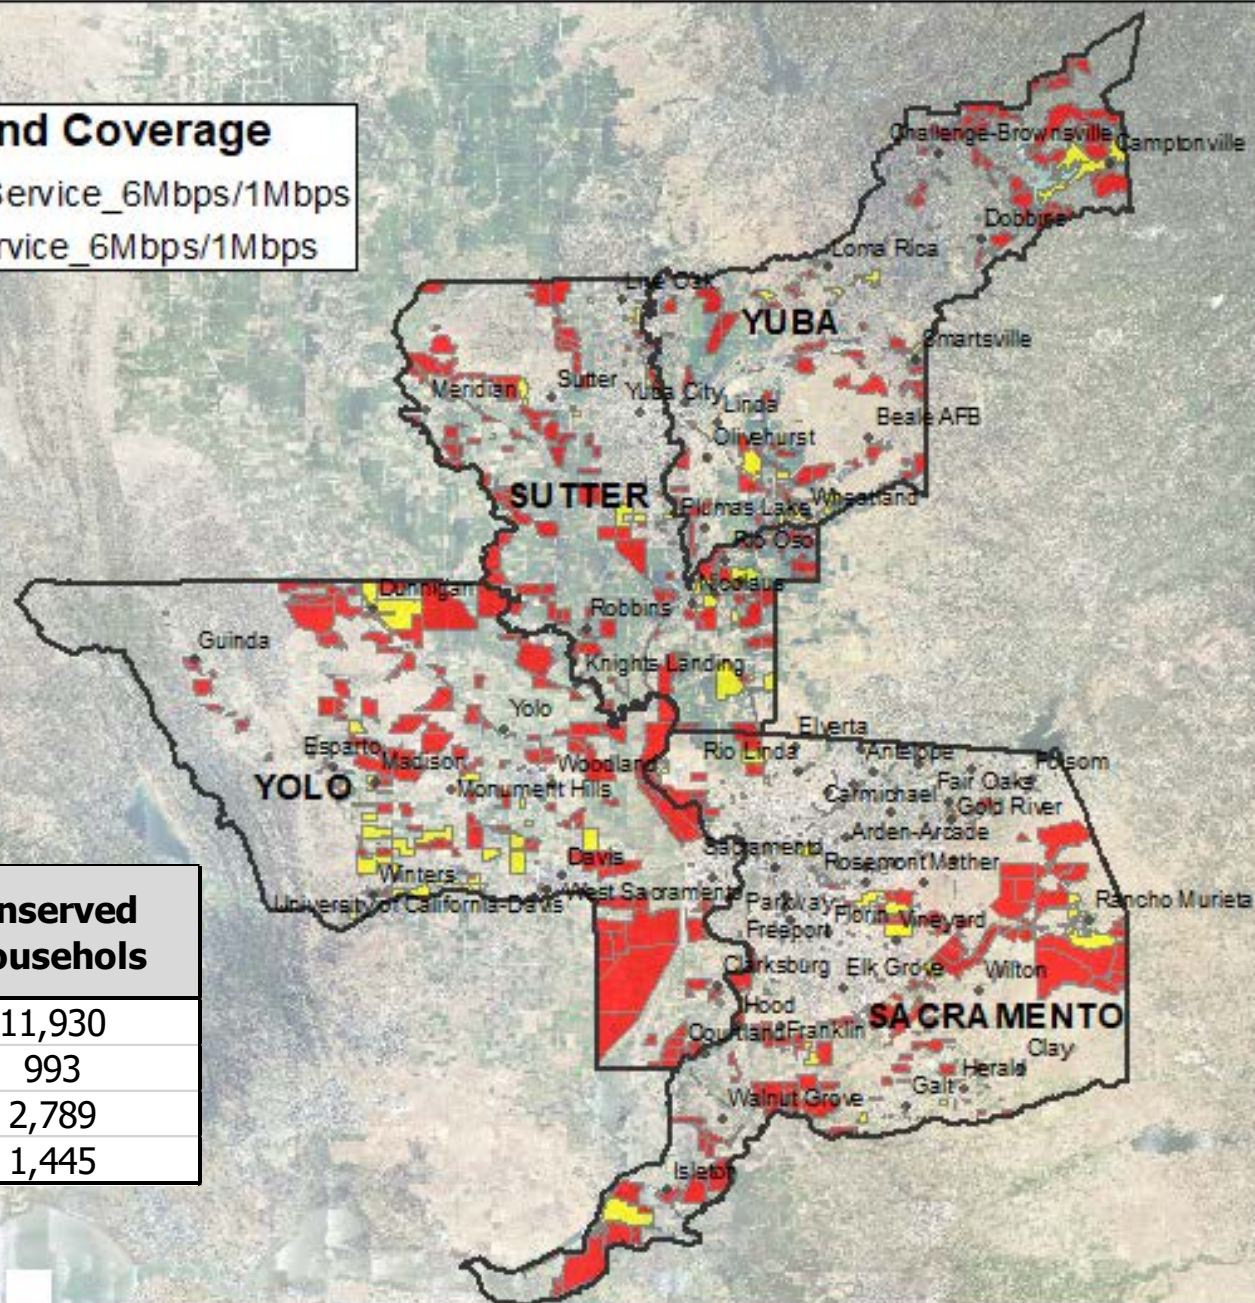 nd Coverage
Service_6Mbps/1Mbps
rvice_6Mbps/1Mbps
Challenge-Brownsville
Camptonville
Dobbins
Loma Rica
Live Oak
YUBA
Smartsville
Meridian
Sutter
Yuba City
Linda
Beale AFB
Olivehurst
SUTTER
Plumas Lake
Wheatland
Rio Oso
Dunnigan
Nicolaus
Robbins
Guinda
Knights Landing
Yolo
Elverta
Esparto
Madison
Woodland
Rio Linda
Antelope
Folsom
YOLO
Monument Hills
Carmichael
Fair Oaks
Gold River
Arden-Arcade
Davis
Sacramento
Rosemont
Mather
Winters
West Sacramento
University of California-Davis
Parkway
Florin
Vineyard
Rancho Murieta
Freeport
Clarksburg
Elk Grove
Wilton
Hood
SACRAMENTO
Courtland
Franklin
Clay
Herald
Galt
Walnut Grove
Isleton
nserved
ousehols
11,930
993
2,789
1,445